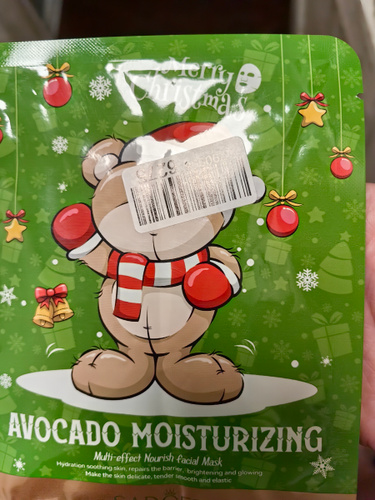 Merry
Christmas
AVOCADO MOISTURIZING
Multi-effect Nourish facial Mask
Hydration soothing skin, repairs the barrier, brightening and glowing
Make the skin delicate, tender smooth and elastic